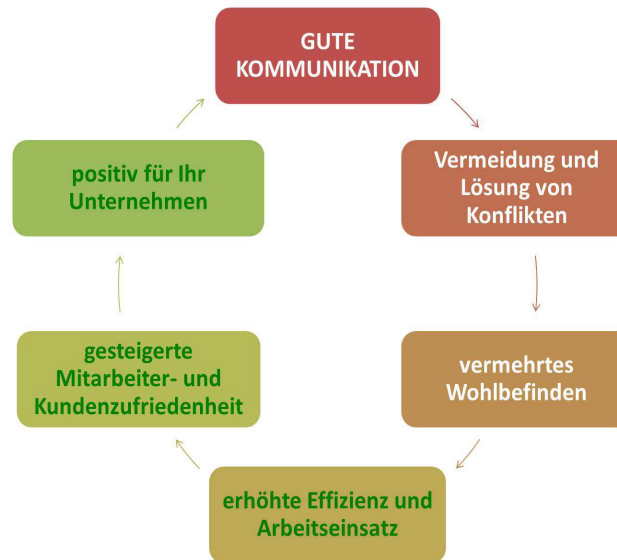 GUTE
KOMMUNIKATION
Vermeidung und
Lösung von
Konflikten
vermehrtes
Wohlbefinden
erhöhte Effizienz und
Arbeitseinsatz
gesteigerte
Mitarbeiter- und
Kundenzufriedenheit
positiv für Ihr
Unternehmen